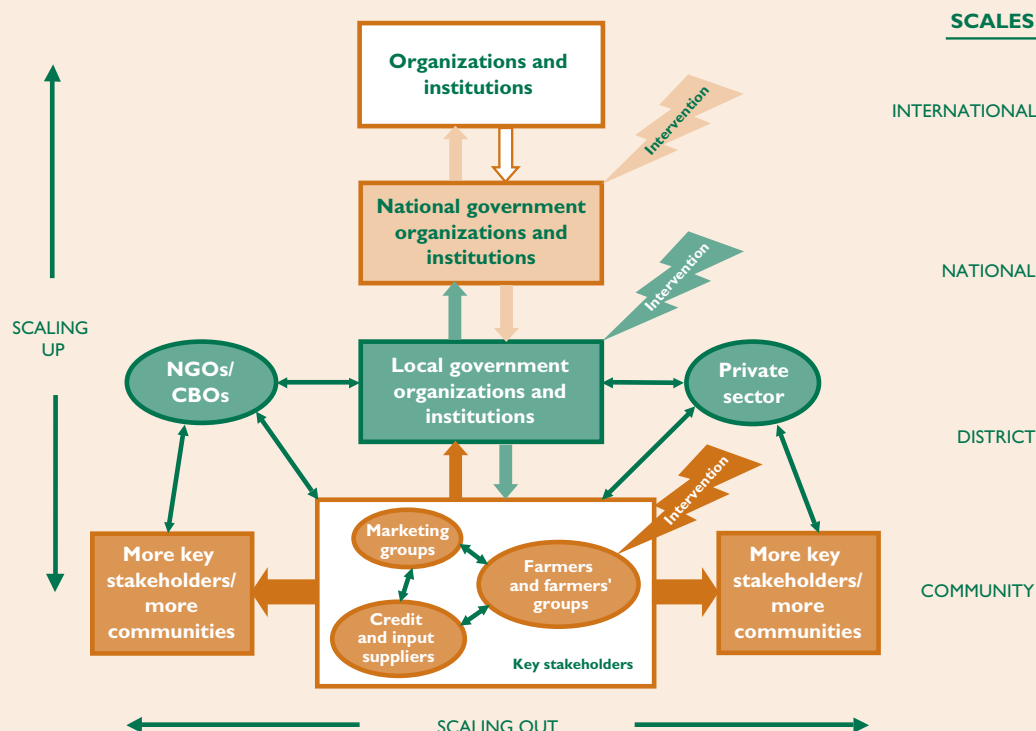 SCALES
Organizations and
institutions
Intervention
INTERNATIONAL
National government
organizations and
institutions
Intervention
NATIONAL
SCALING
UP
NGOs/
CBOs
Local government
organizations and
institutions
Private
sector
DISTRICT
Intervention
More key
stakeholders/
more
communities
Marketing
groups
Farmers
and farmers'
groups
Credit
and input
suppliers
Key stakeholders
More key
stakeholders/
more
communities
COMMUNITY
SCALING OUT